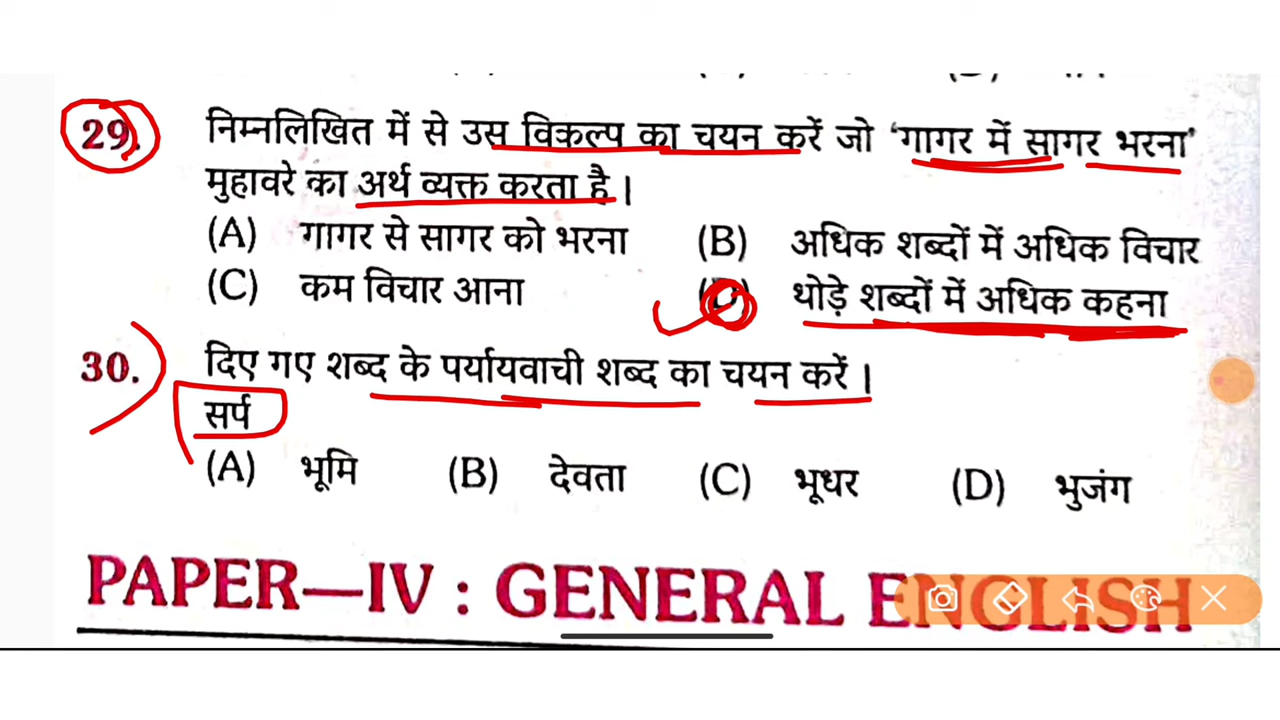 29. निम्नलिखित में से उस विकल्प का चयन करें जो ‘गागर में सागर भरना’
मुहावरे का अर्थ व्यक्त करता है।
(A) गागर से सागर को भरना (B) अधिक शब्दों में अधिक विचार
(C) कम विचार आना (D) थोड़े शब्दों में अधिक कहना
30. दिए गए शब्द के पर्यायवाची शब्द का चयन करें।
सर्प
(A) भूमि (B) देवता (C) भूधर (D) भुजंग
PAPER—IV : GENERAL ENGLISH